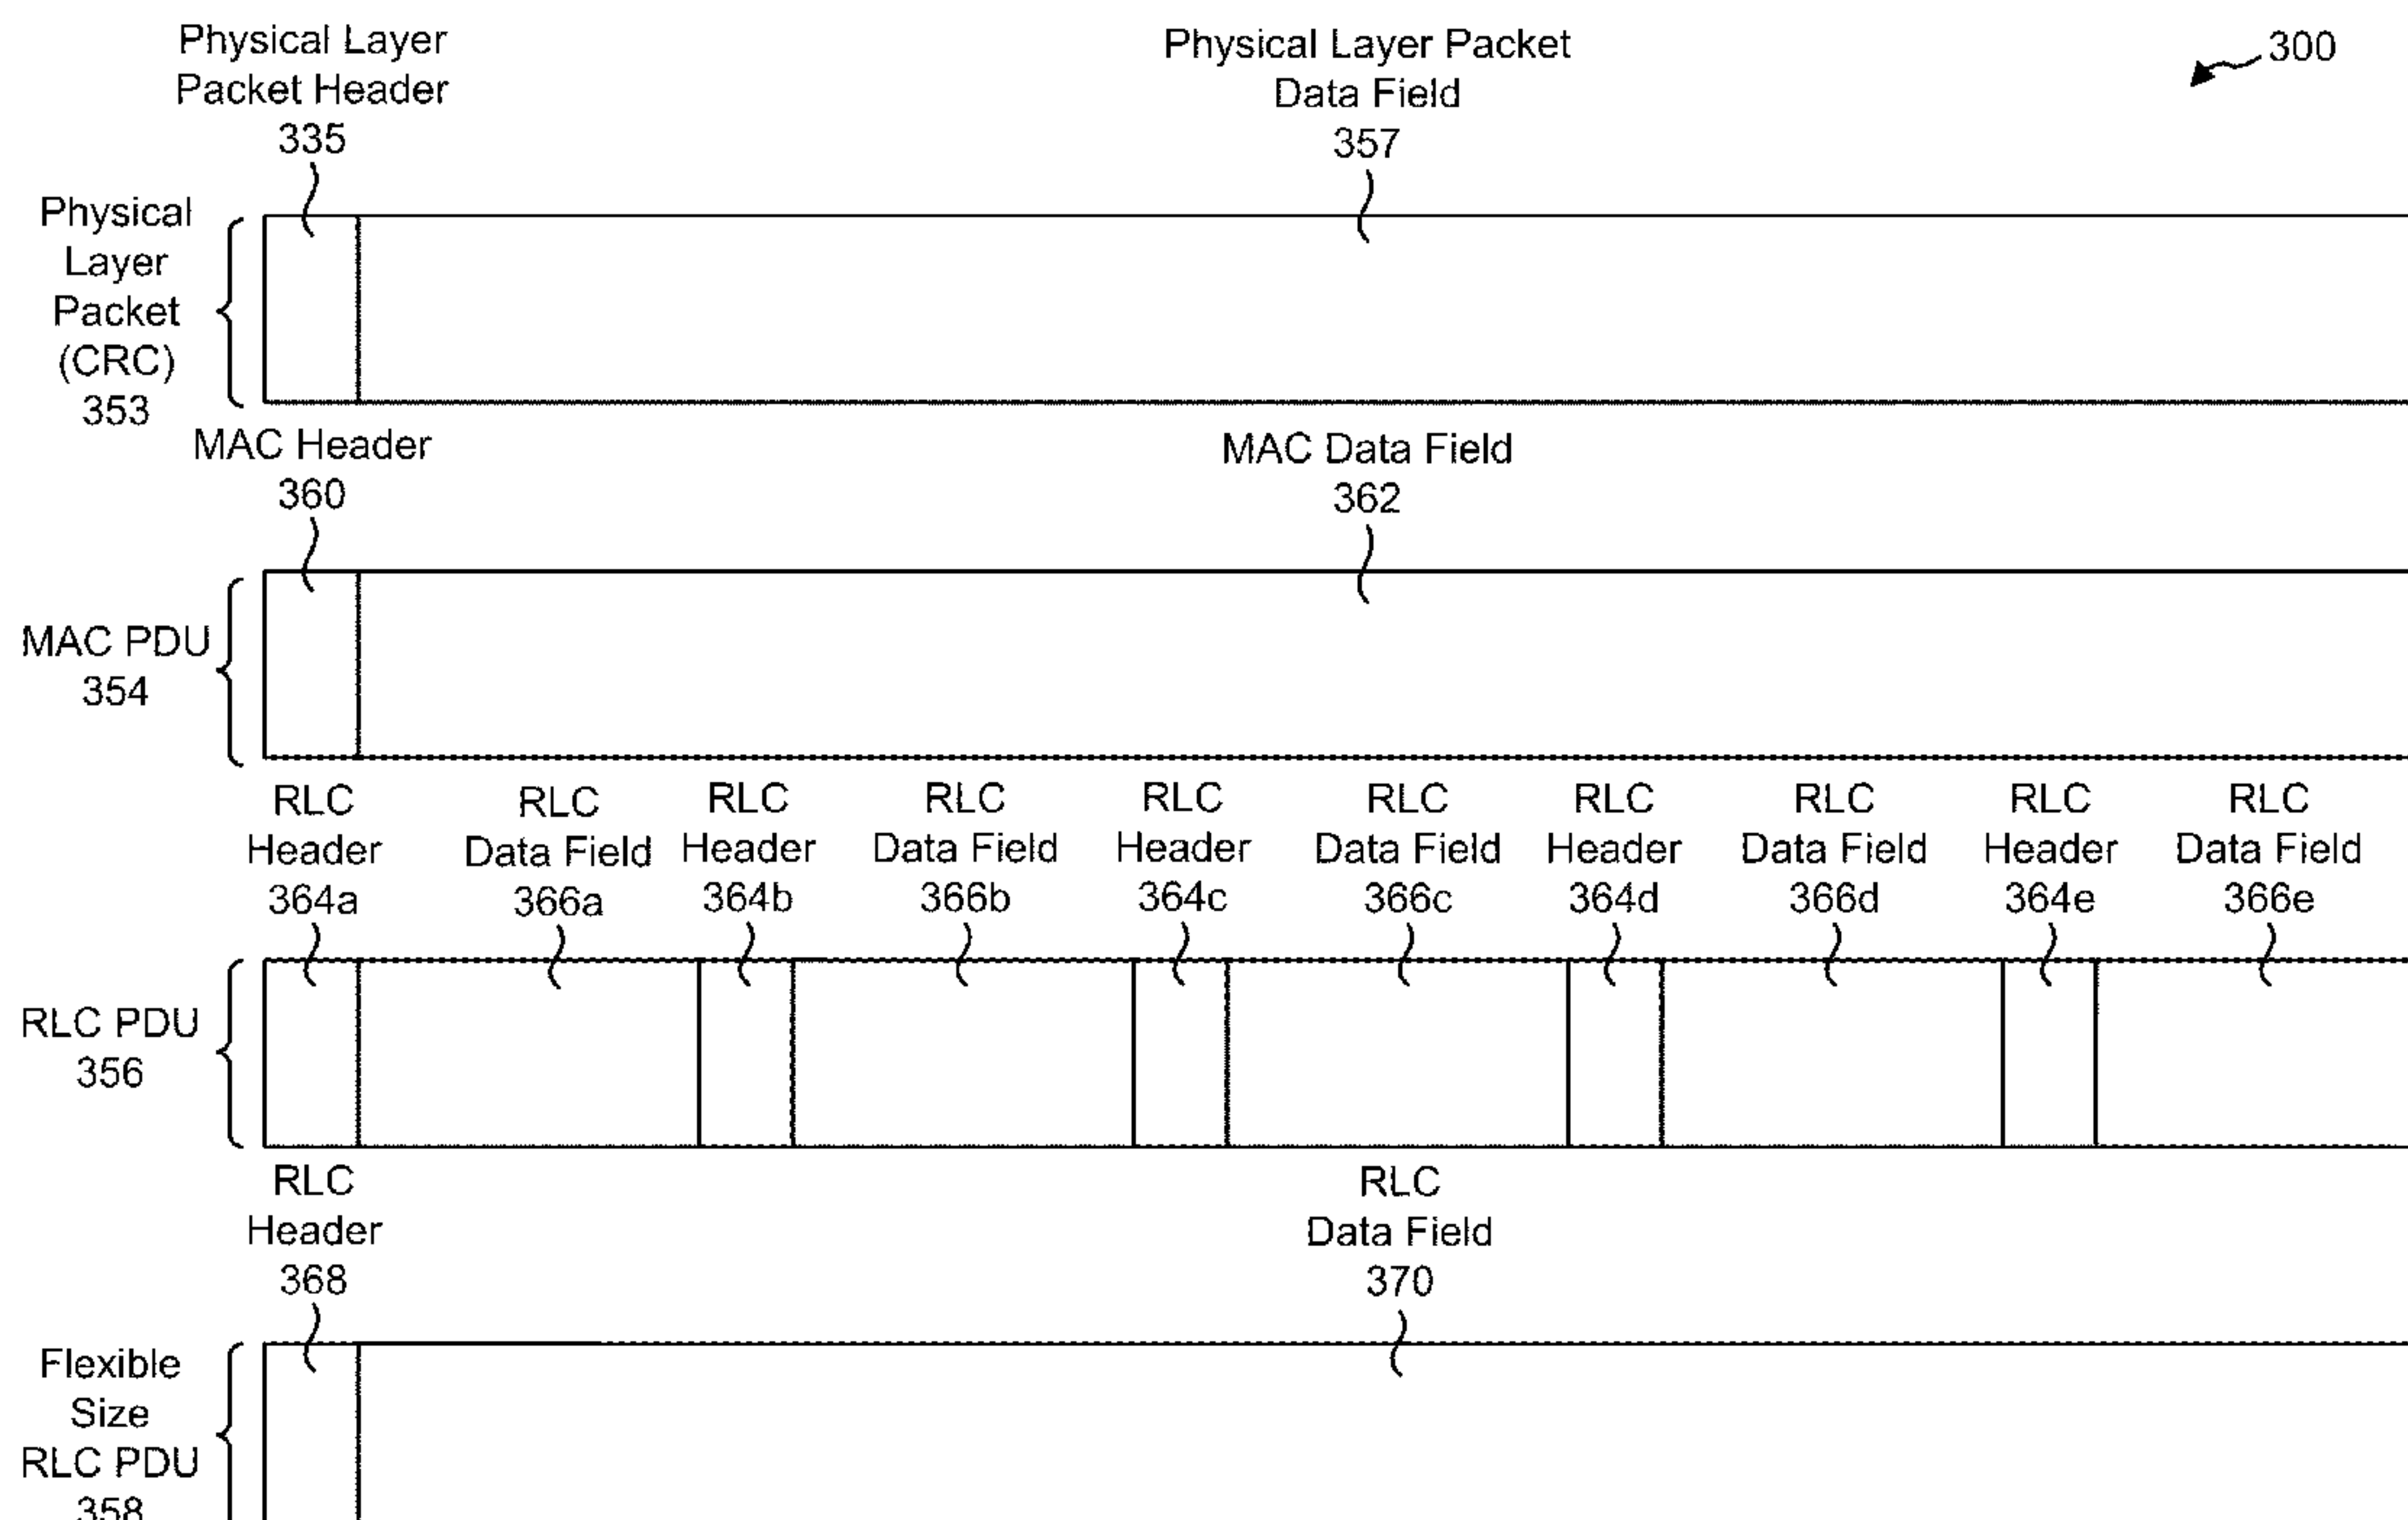 Physical Layer
Packet Header
335
Physical Layer Packet
Data Field
357
300
Physical
Layer
Packet
(CRC)
353
MAC Header
360
MAC Data Field
362
MAC PDU
354
RLC
Header
364a
RLC
Data Field
366a
RLC
Header
364b
RLC
Data Field
366b
RLC
Header
364c
RLC
Data Field
366c
RLC
Header
364d
RLC
Data Field
366d
RLC
Header
364e
RLC
Data Field
366e
RLC PDU
356
RLC
Header
368
RLC
Data Field
370
Flexible
Size
RLC PDU
358